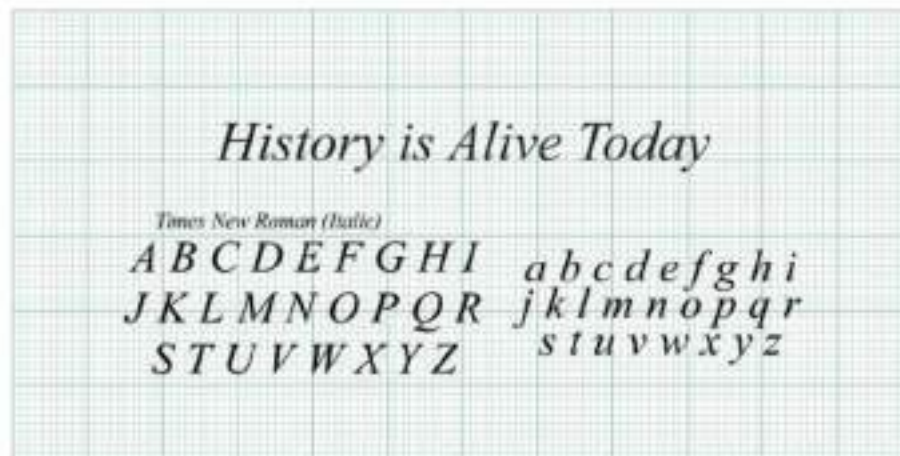 History is Alive Today
Times New Roman (Italic)
A B C D E F G H I
J K L M N O P Q R
S T U V W X Y Z
a b c d e f g h i
j k l m n o p q r
s t u v w x y z